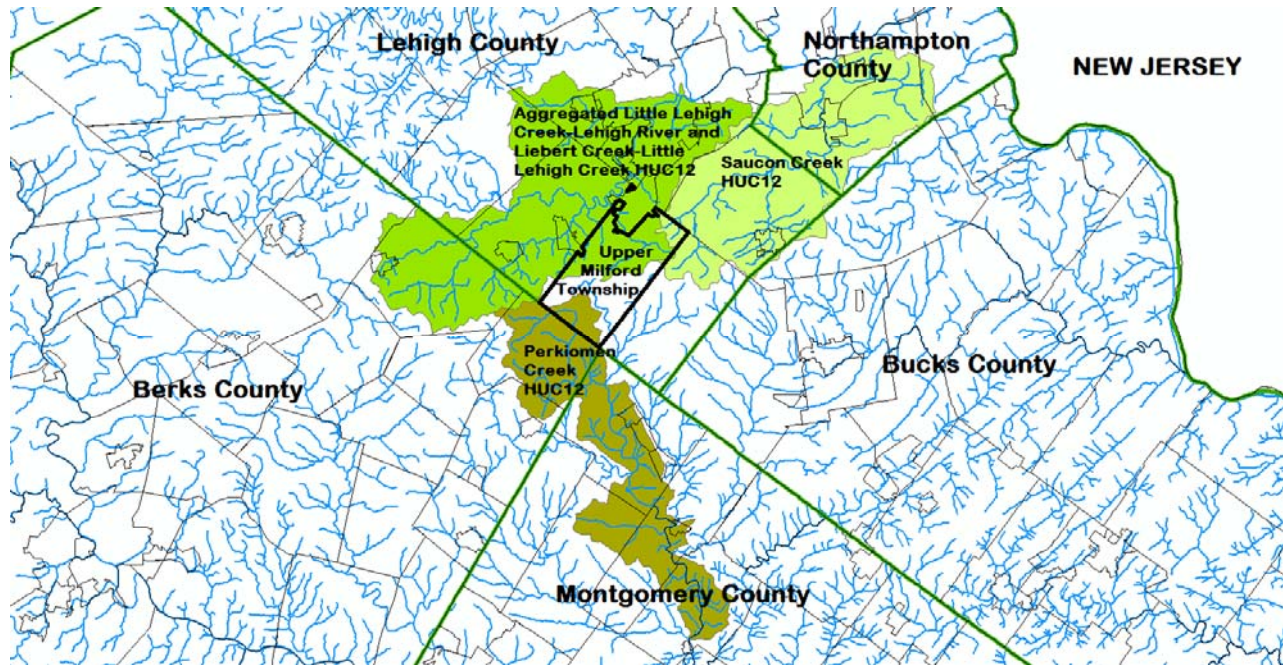 Lehigh County
Northampton
County
NEW JERSEY
Aggregated Little Lehigh
Creek-Lehigh River and
Liebert Creek-Little
Lehigh Creek HUC12
Saucon Creek
HUC12
Upper
Milford
Township
Perkiomen
Creek
HUC12
Berks County
Bucks County
Montgomery County